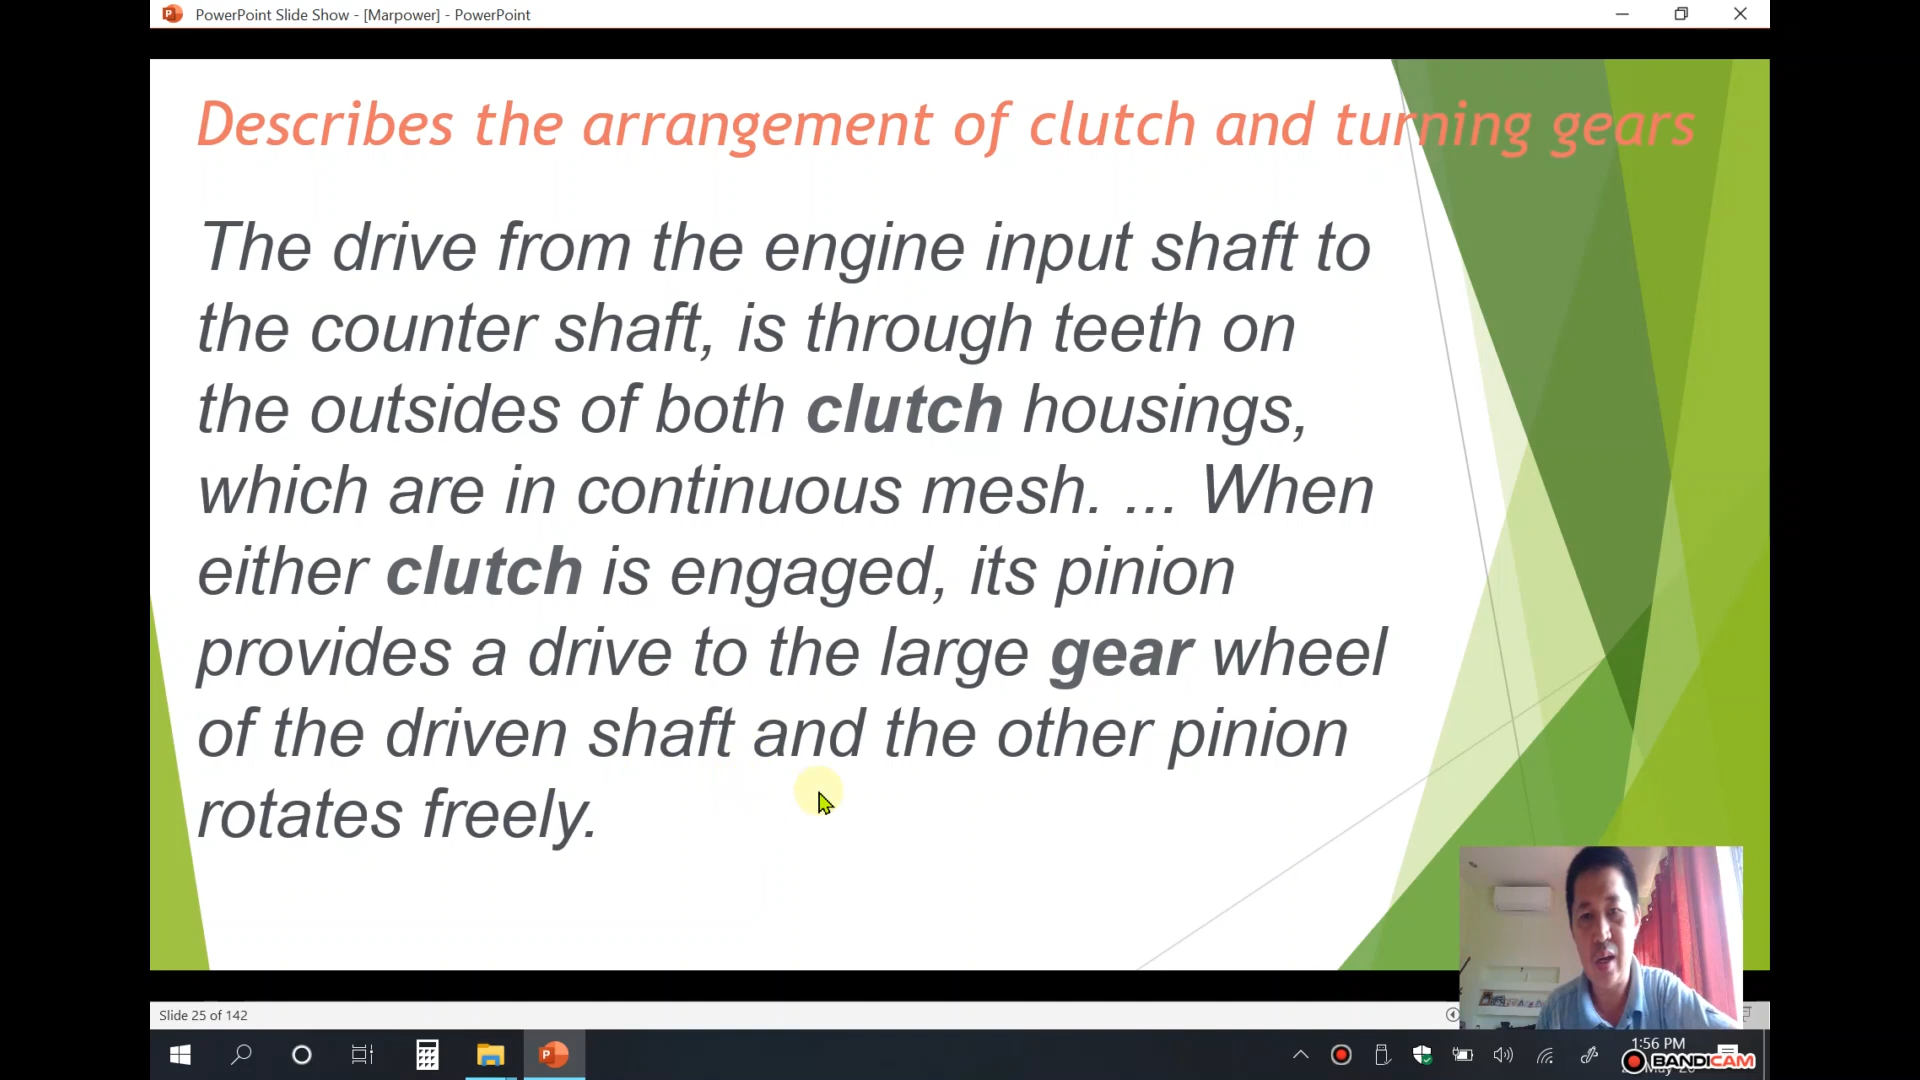 PowerPoint Slide Show - [Marpower] - PowerPoint
Describes the arrangement of clutch and turning gears
The drive from the engine input shaft to
the counter shaft, is through teeth on
the outsides of both clutch housings,
which are in continuous mesh. ... When
either clutch is engaged, its pinion
provides a drive to the large gear wheel
of the driven shaft and the other pinion
rotates freely.
Slide 25 of 142
1:56 PM
BANDICAM